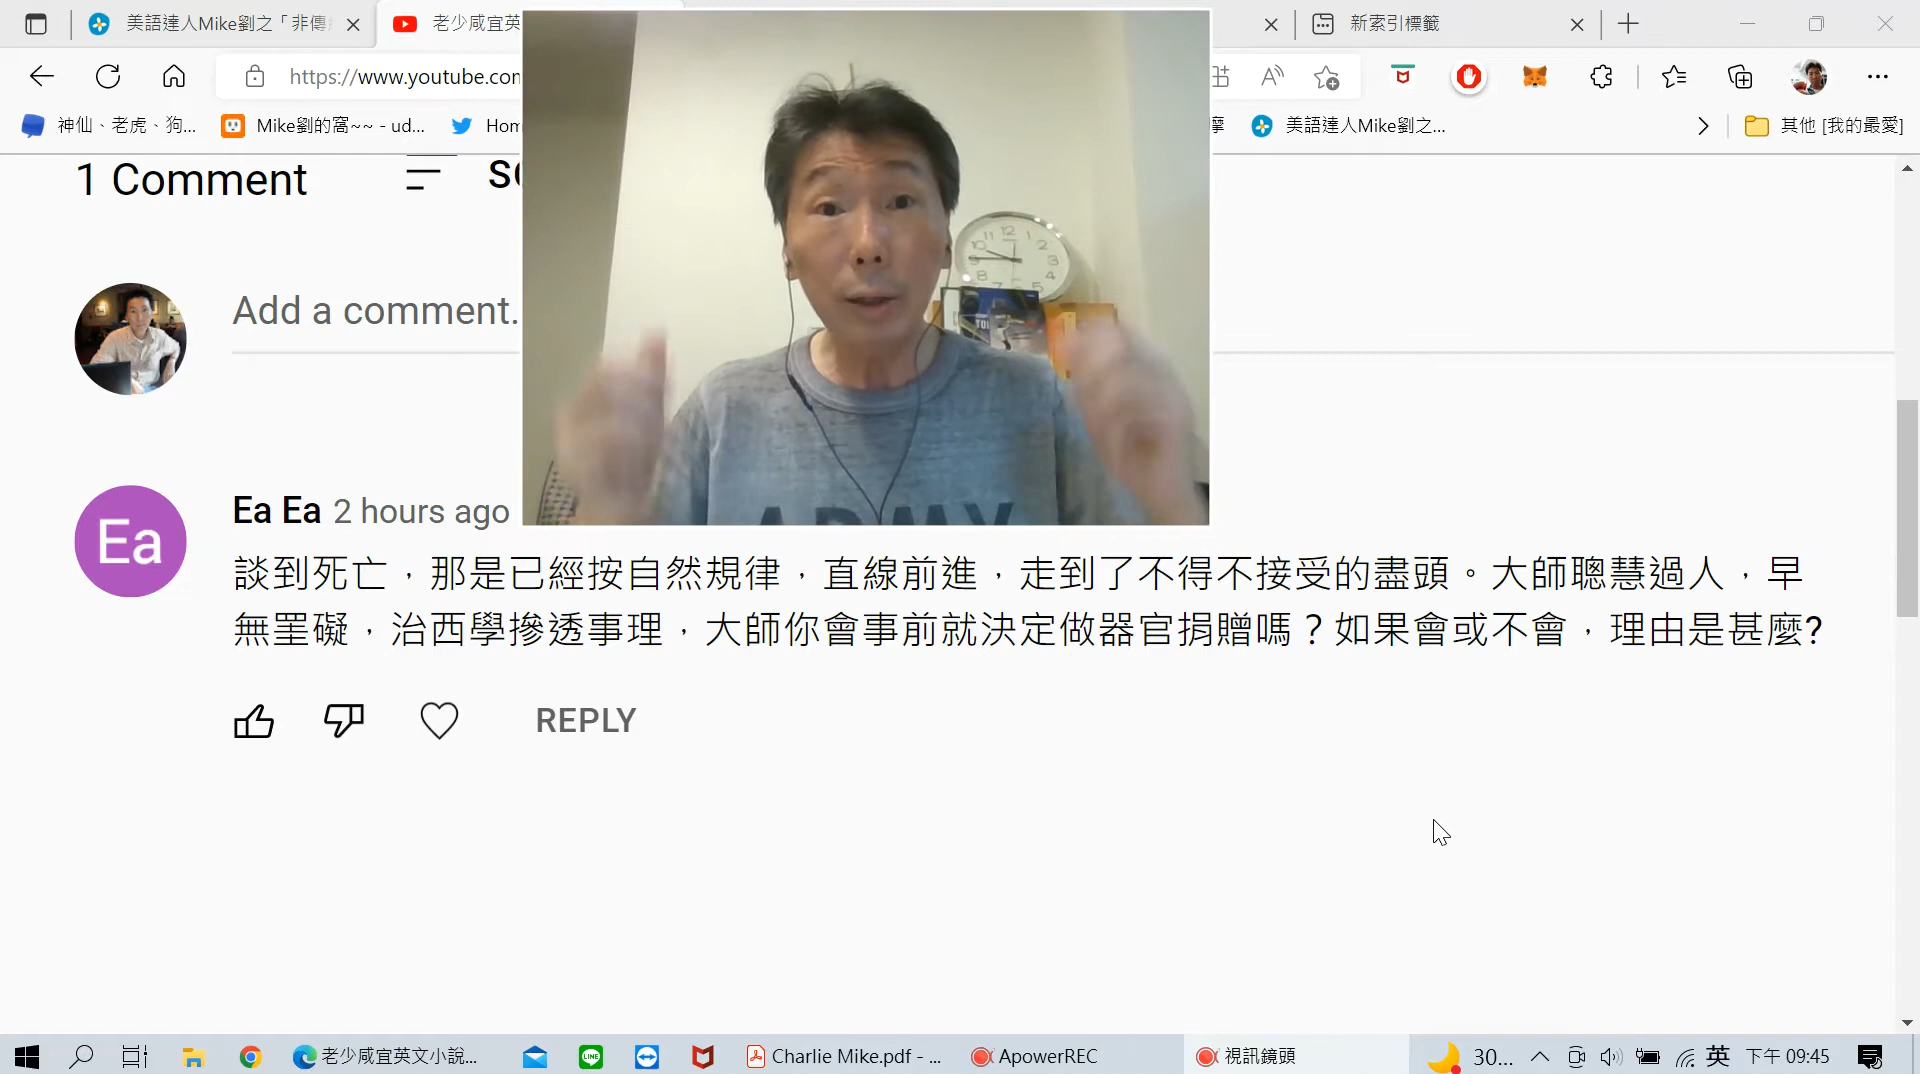 美語達人Mike劉之「非傳
老少咸宜英
新索引標籤
https://www.youtube.com
神仙、老虎、狗...
Mike劉的窩~~ - ud...
Hom
摩
美語達人Mike劉之...
其他 [我的最愛]
1 Comment
SO
Add a comment.
Ea
Ea Ea 2 hours ago
談到死亡，那是已經按自然規律，直線前進，走到了不得不接受的盡頭。大師聰慧過人，早
無罣礙，治西學摻透事理，大師你會事前就決定做器官捐贈嗎？如果會或不會，理由是甚麼?
REPLY
ARMY
老少咸宜英文小說...
LINE
Charlie Mike.pdf - ...
ApowerREC
視訊鏡頭
30...
英
下午 09:45